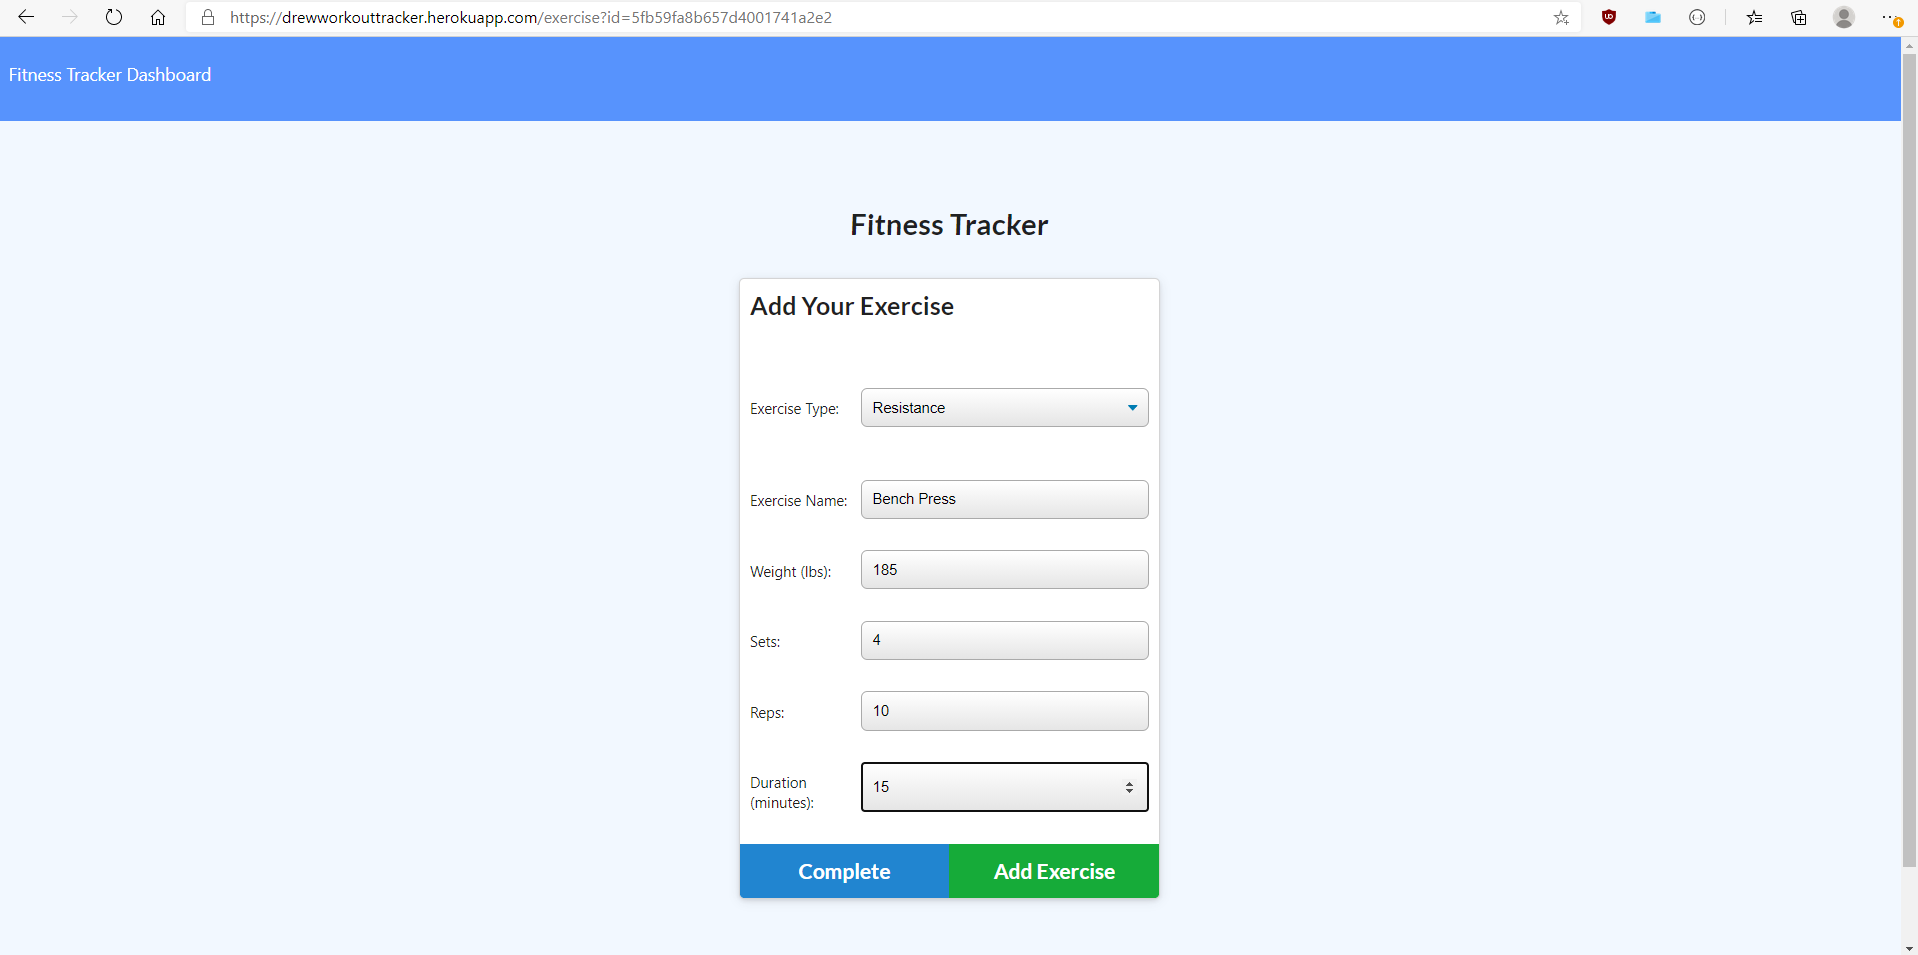 https://drewworkouttracker.herokuapp.com/exercise?id=5fb59fa8b657d4001741a2e2
Fitness Tracker Dashboard
Fitness Tracker
Add Your Exercise
Exercise Type: Resistance
Exercise Name: Bench Press
Weight (lbs): 185
Sets: 4
Reps: 10
Duration
(minutes): 15
Complete Add Exercise